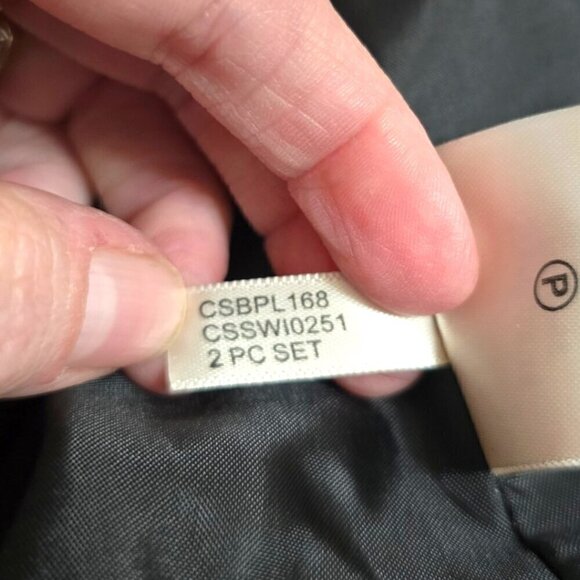 CSBPL168
CSSWI0251
2 PC SET
P